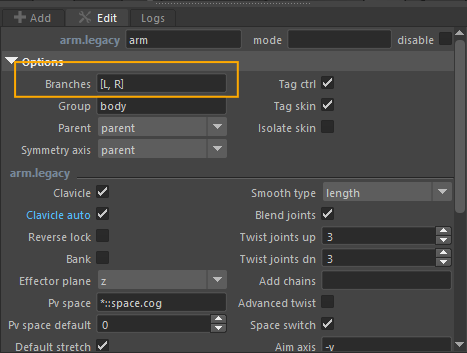 Add Edit Logs
arm.legacy arm mode disable
Options
Branches [L, R] Tag ctrl
Group body Tag skin
Parent parent Isolate skin
Symmetry axis parent
arm.legacy
Clavicle Smooth type length
Clavicle auto Blend joints
Reverse lock Twist joints up 3
Bank Twist joints dn 3
Effector plane z Add chains
Pv space *::space.cog Advanced twist
Pv space default 0 Space switch
Default stretch Aim axis -y